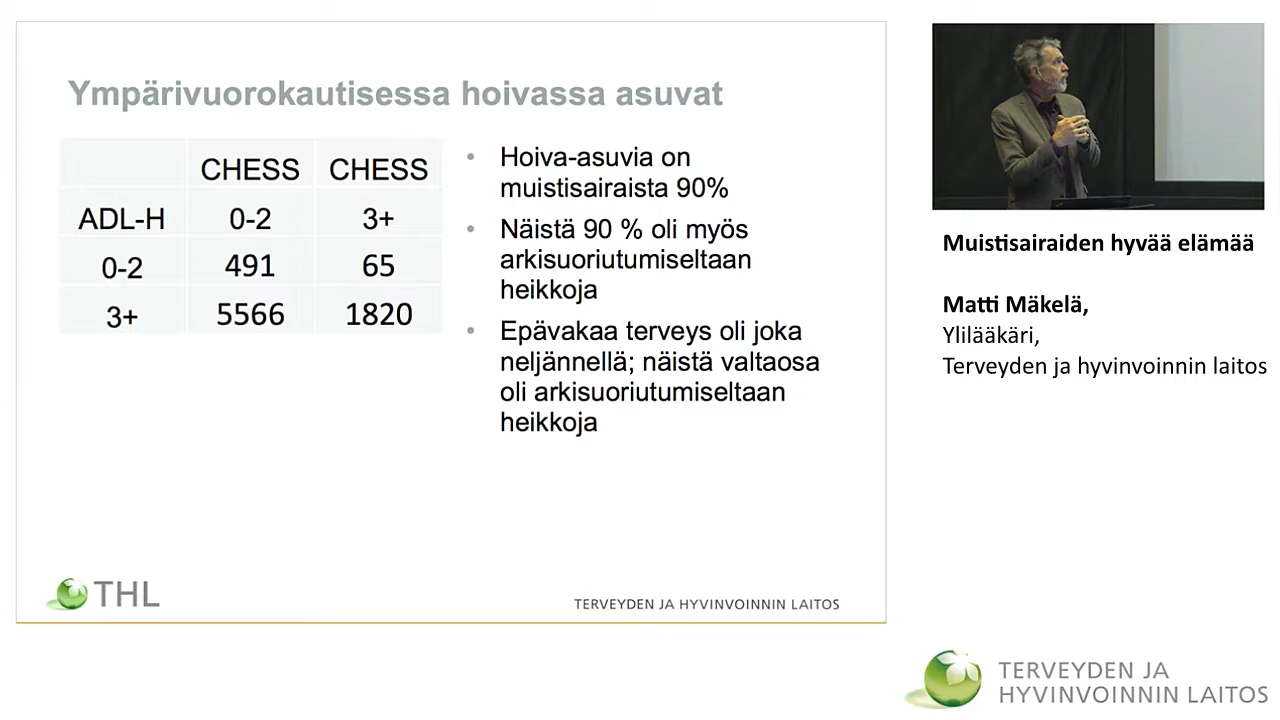 Ympärivuorokautisessa hoivassa asuvat
CHESS CHESS
ADL-H 0-2 3+
0-2 491 65
3+ 5566 1820
• Hoiva-asuvia on
muistisairaista 90%
• Näistä 90 % oli myös
arkisuoriutumiseltaan
heikkoja
• Epävakaa terveys oli joka
neljännellä; näistä valtaosa
oli arkisuoriutumiseltaan
heikkoja
THL
TERVEYDEN JA HYVINVOINNIN LAITOS
Muistisairaiden hyvää elämää
Matti Mäkelä,
Ylilääkäri,
Terveyden ja hyvinvoinnin laitos
TERVEYDEN JA
HYVINVOINNIN LAITOS